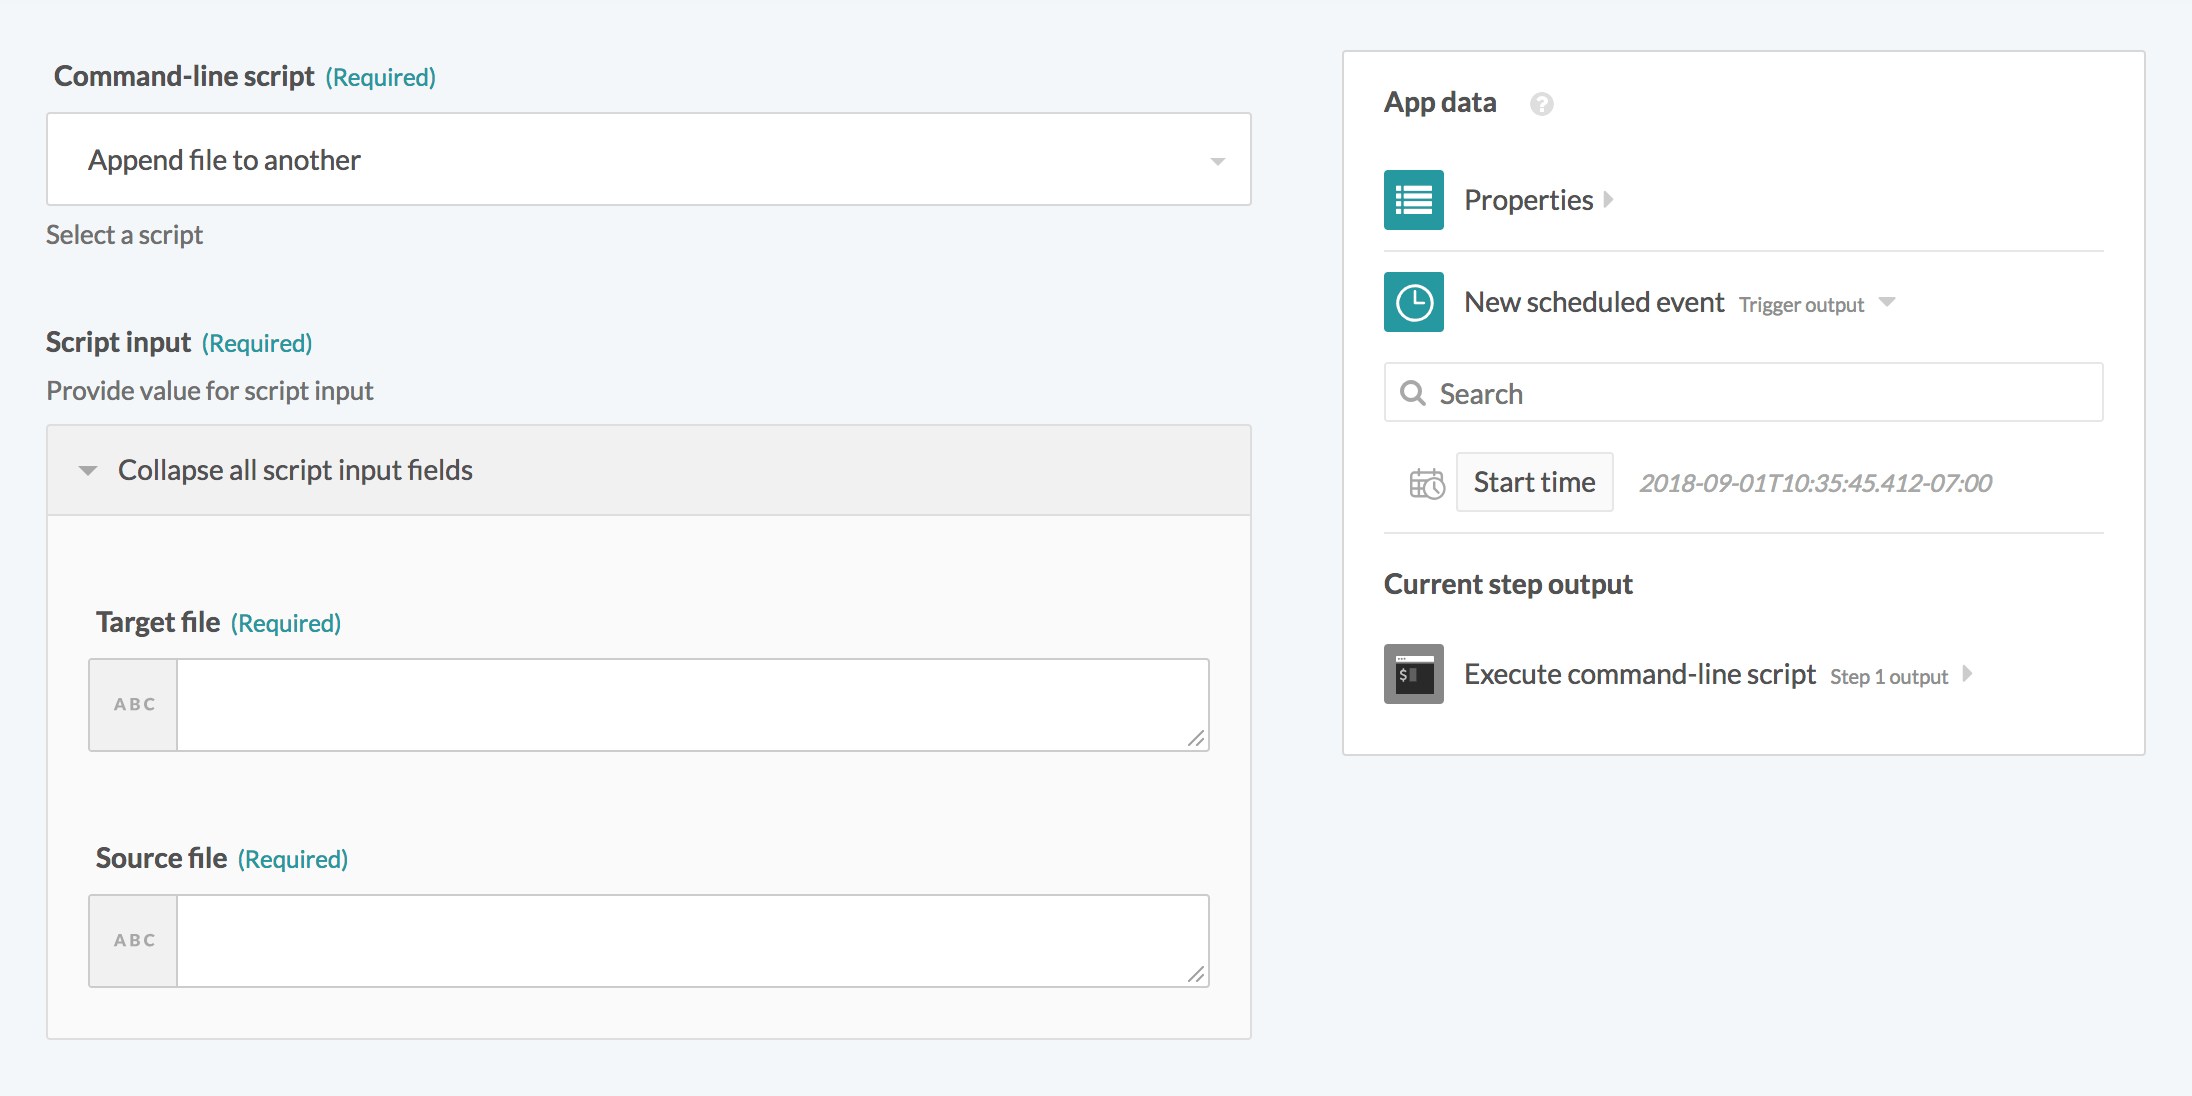 Command-line script (Required)
Append file to another
Select a script
Script input (Required)
Provide value for script input
Collapse all script input fields
Target file (Required)
ABC
Source file (Required)
ABC
App data ?
Properties
New scheduled event Trigger output
Search
Start time 2018-09-01T10:35:45.412-07:00
Current step output
$
Execute command-line script Step 1 output